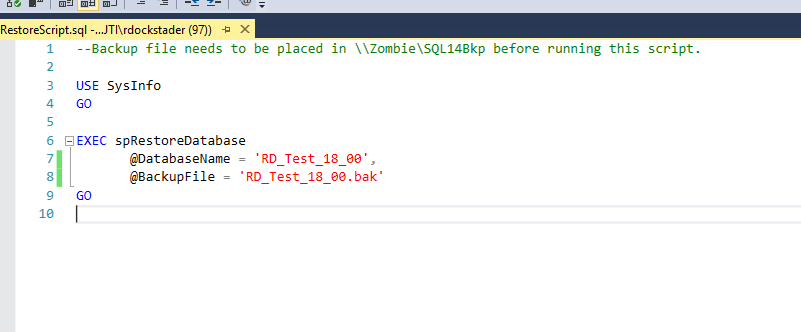 RestoreScript.sql -...JTI\rdockstader (97))
1 --Backup file needs to be placed in \\Zombie\SQL14Bkp before running this script.
2
3 USE SysInfo
4 GO
5
6 EXEC spRestoreDatabase
7 @DatabaseName = 'RD_Test_18_00',
8 @BackupFile = 'RD_Test_18_00.bak'
9 GO
10